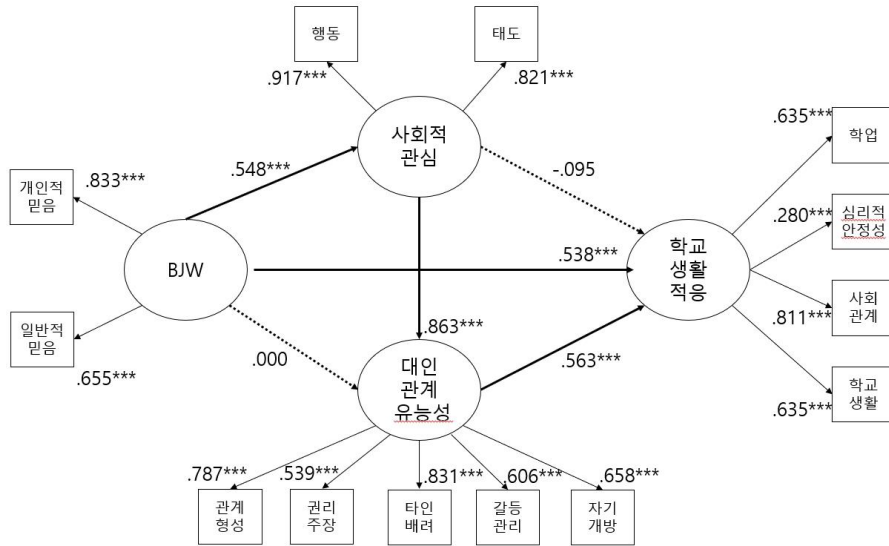 행동
태도
.917***
.821***
사회적
관심
.635***
학업
개인적
믿음
.833***
.548***
-.095
.280***
심리적
안정성
BJW
.538***
학교
생활
적응
일반적
믿음
.655***
.000
.863***
.563***
.811***
사회
관계
대인
관계
유능성
.635***
학교
생활
.787***
.539***
.831***
.606***
.658***
관계
형성
권리
주장
타인
배려
갈등
관리
자기
개방